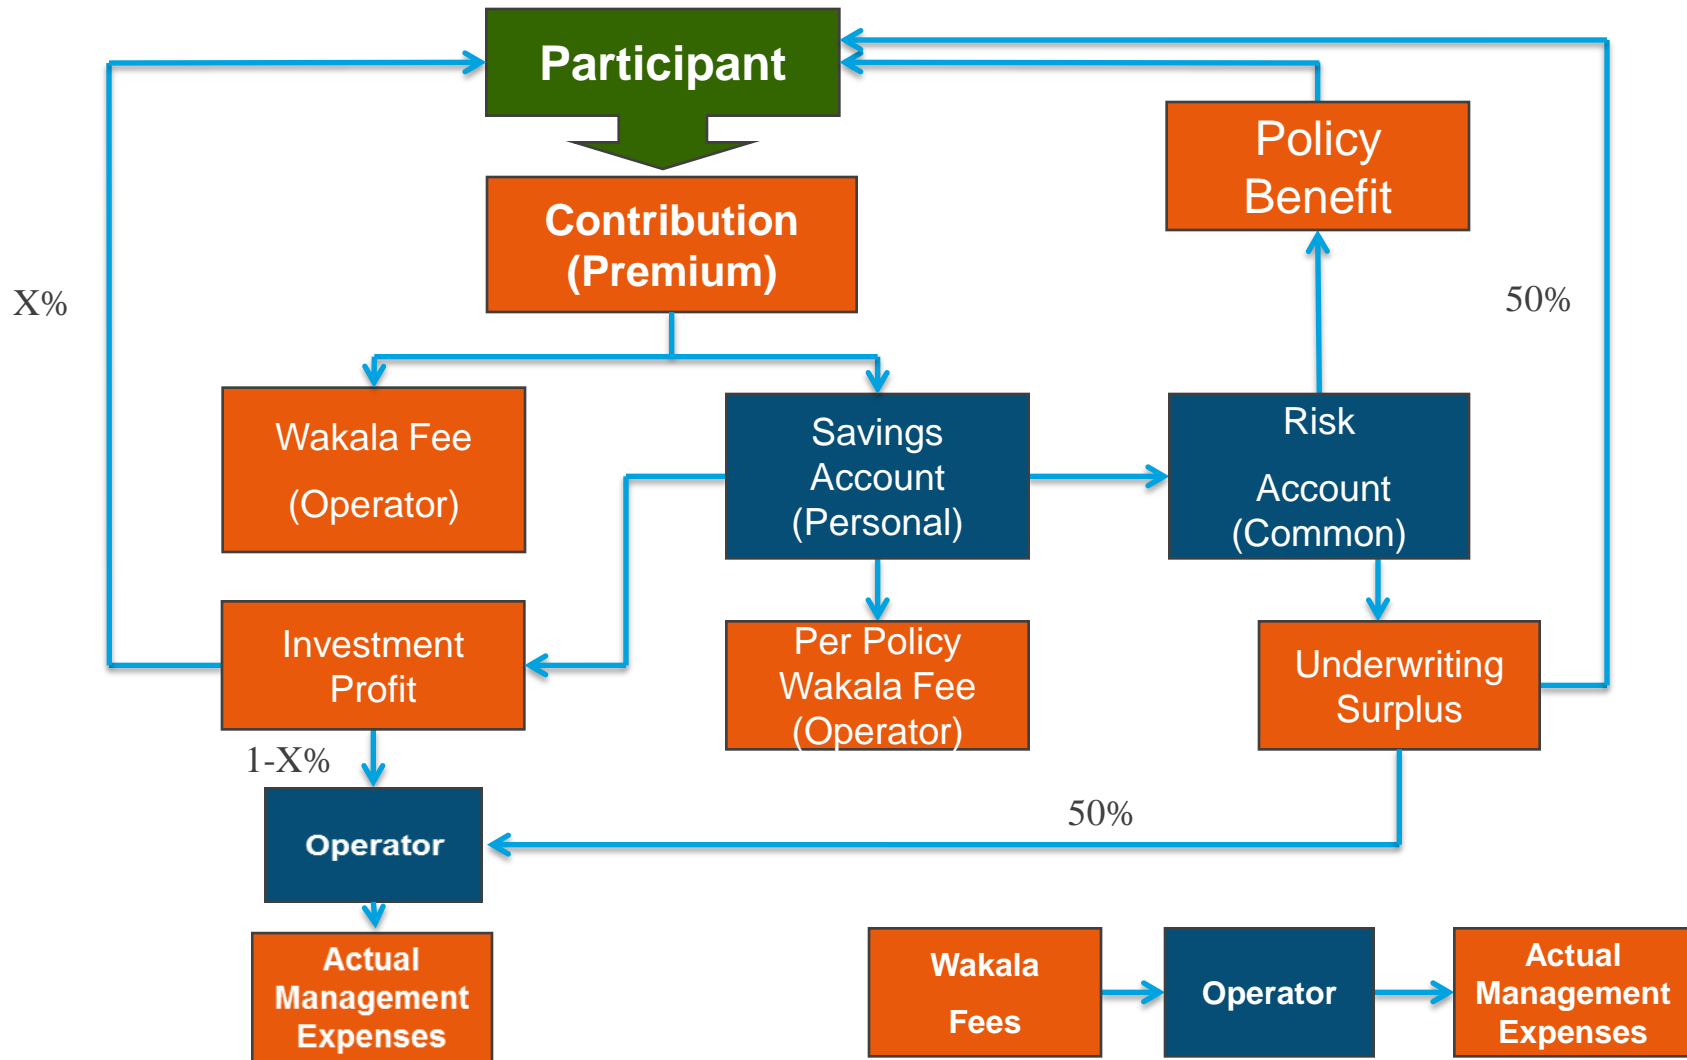 Participant
Policy
Benefit
Contribution
(Premium)
X%
50%
Wakala Fee
(Operator)
Savings
Account
(Personal)
Risk
Account
(Common)
Investment
Profit
Per Policy
Wakala Fee
(Operator)
Underwriting
Surplus
1-X%
50%
Operator
Actual
Management
Expenses
Wakala
Fees
Operator
Actual
Management
Expenses